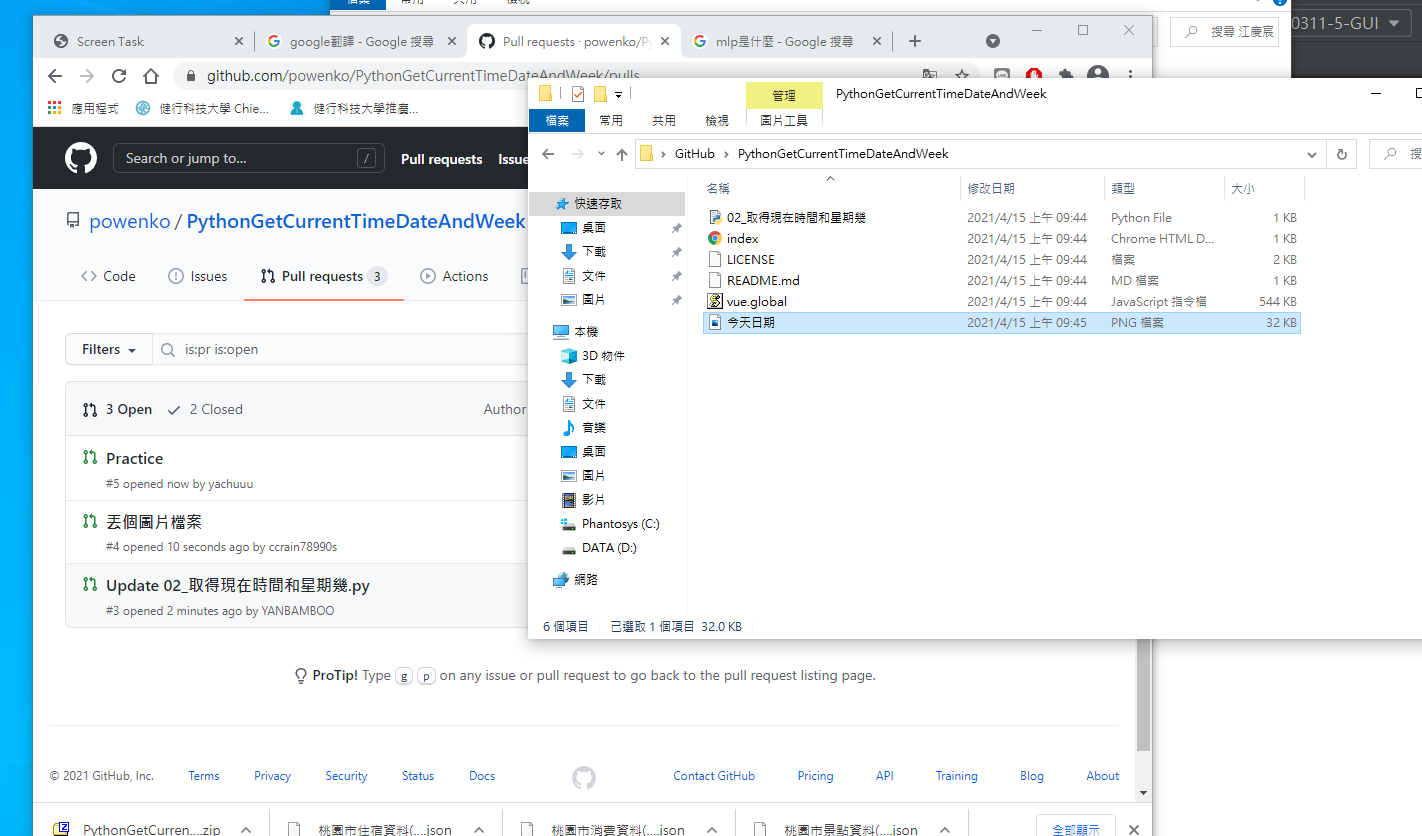 檔案 常用 共用 檢視
Screen Task
google翻譯 - Google 搜尋
Pull requests · powenko/Py
mlp是什麼 - Google 搜尋
搜尋 江慶宸
0311-5-GUI
github.com/powenko/PythonGetCurrentTimeDateAndWeek/pulls
應用程式
健行科技大學 Chie...
健行科技大學推廣...
Search or jump to...
/
Pull requests
Issue
powenko / PythonGetCurrentTimeDateAndWeek
Code
Issues
Pull requests 3
Actions
Filters
is:pr is:open
3 Open
2 Closed
Author
Practice
#5 opened now by yachuuu
丟個圖片檔案
#4 opened 10 seconds ago by ccrain78990s
Update 02_取得現在時間和星期幾.py
#3 opened 2 minutes ago by YANBAMBOO
ProTip! Type g p on any issue or pull request to go back to the pull request listing page.
© 2021 GitHub, Inc.
Terms
Privacy
Security
Status
Docs
Contact GitHub
Pricing
API
Training
Blog
About
PythonGetCurren....zip
桃園市住宿資料(....json
桃園市消費資料(....json
桃園市景點資料(....json
全部顯示
管理
PythonGetCurrentTimeDateAndWeek
檔案
常用
共用
檢視
圖片工具
GitHub › PythonGetCurrentTimeDateAndWeek
搜
快速存取
桌面
下載
文件
圖片
本機
3D 物件
下載
文件
音樂
桌面
圖片
影片
Phantosys (C:)
DATA (D:)
網路
名稱 修改日期 類型 大小
02_取得現在時間和星期幾 2021/4/15 上午 09:44 Python File 1 KB
index 2021/4/15 上午 09:44 Chrome HTML D... 1 KB
LICENSE 2021/4/15 上午 09:44 檔案 2 KB
README.md 2021/4/15 上午 09:44 MD 檔案 1 KB
vue.global 2021/4/15 上午 09:44 JavaScript 指令檔 544 KB
今天日期 2021/4/15 上午 09:45 PNG 檔案 32 KB
6 個項目
已選取 1 個項目 32.0 KB